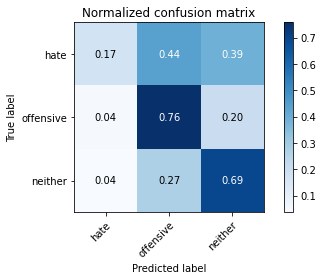 Normalized confusion matrix
True label
hate 0.17 0.44 0.39
offensive 0.04 0.76 0.20
neither 0.04 0.27 0.69
hate offensive neither
Predicted label
0.7
0.6
0.5
0.4
0.3
0.2
0.1